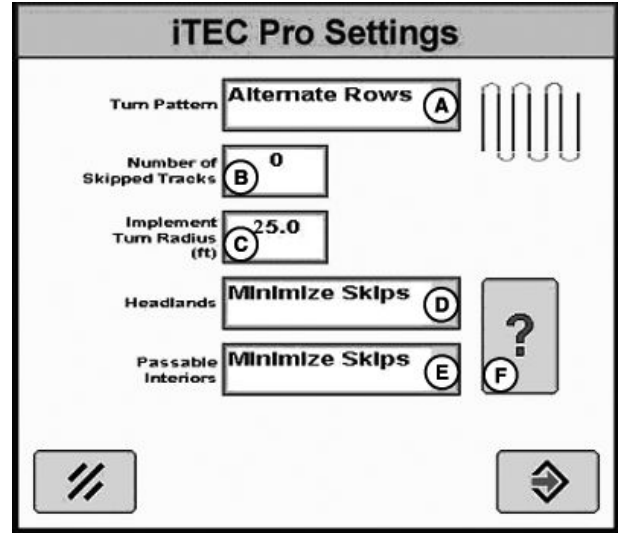 iTEC Pro Settings
Turn Pattern
Alternate Rows
A
Number of
Skipped Tracks
B
0
Implement
Turn Radius
(ft)
C
25.0
Headlands
Minimize Skips
D
Passable
Interiors
Minimize Skips
E
?
F